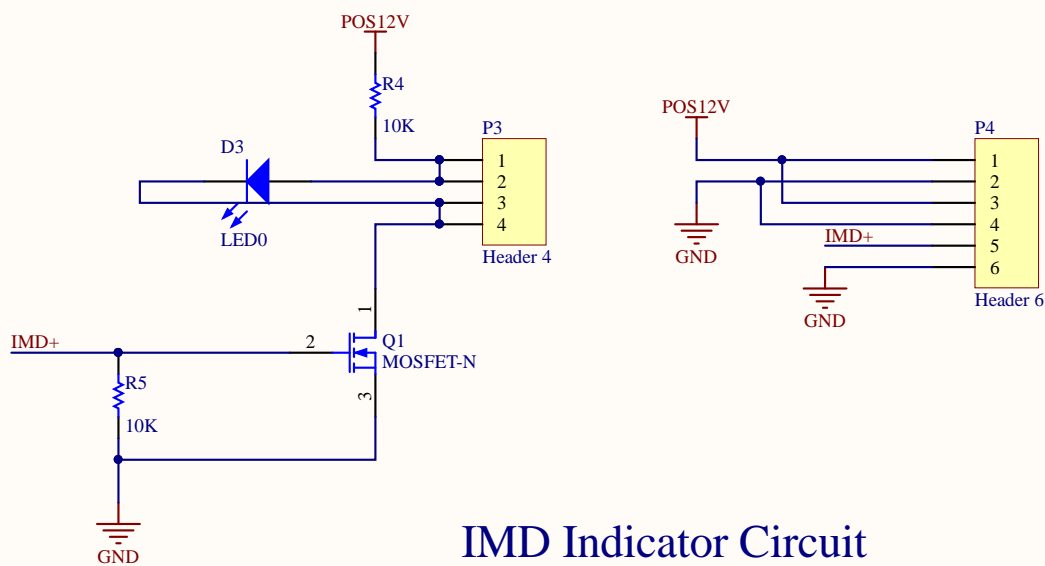 POS12V
R4
10K
P3
1
2
3
4
Header 4
D3
LED0
1
2
3
Q1
MOSFET-N
IMD+
R5
10K
GND
POS12V
P4
1
2
3
4
5
6
Header 6
GND
IMD+
GND
IMD Indicator Circuit